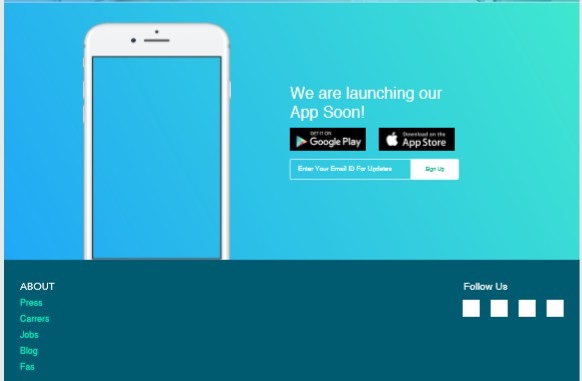 We are launching our
App Soon!
GET IT ON
Google Play
Download on the
App Store
Enter Your Email ID For Updates
Sign Up
ABOUT
Press
Carrers
Jobs
Blog
Fas
Follow Us